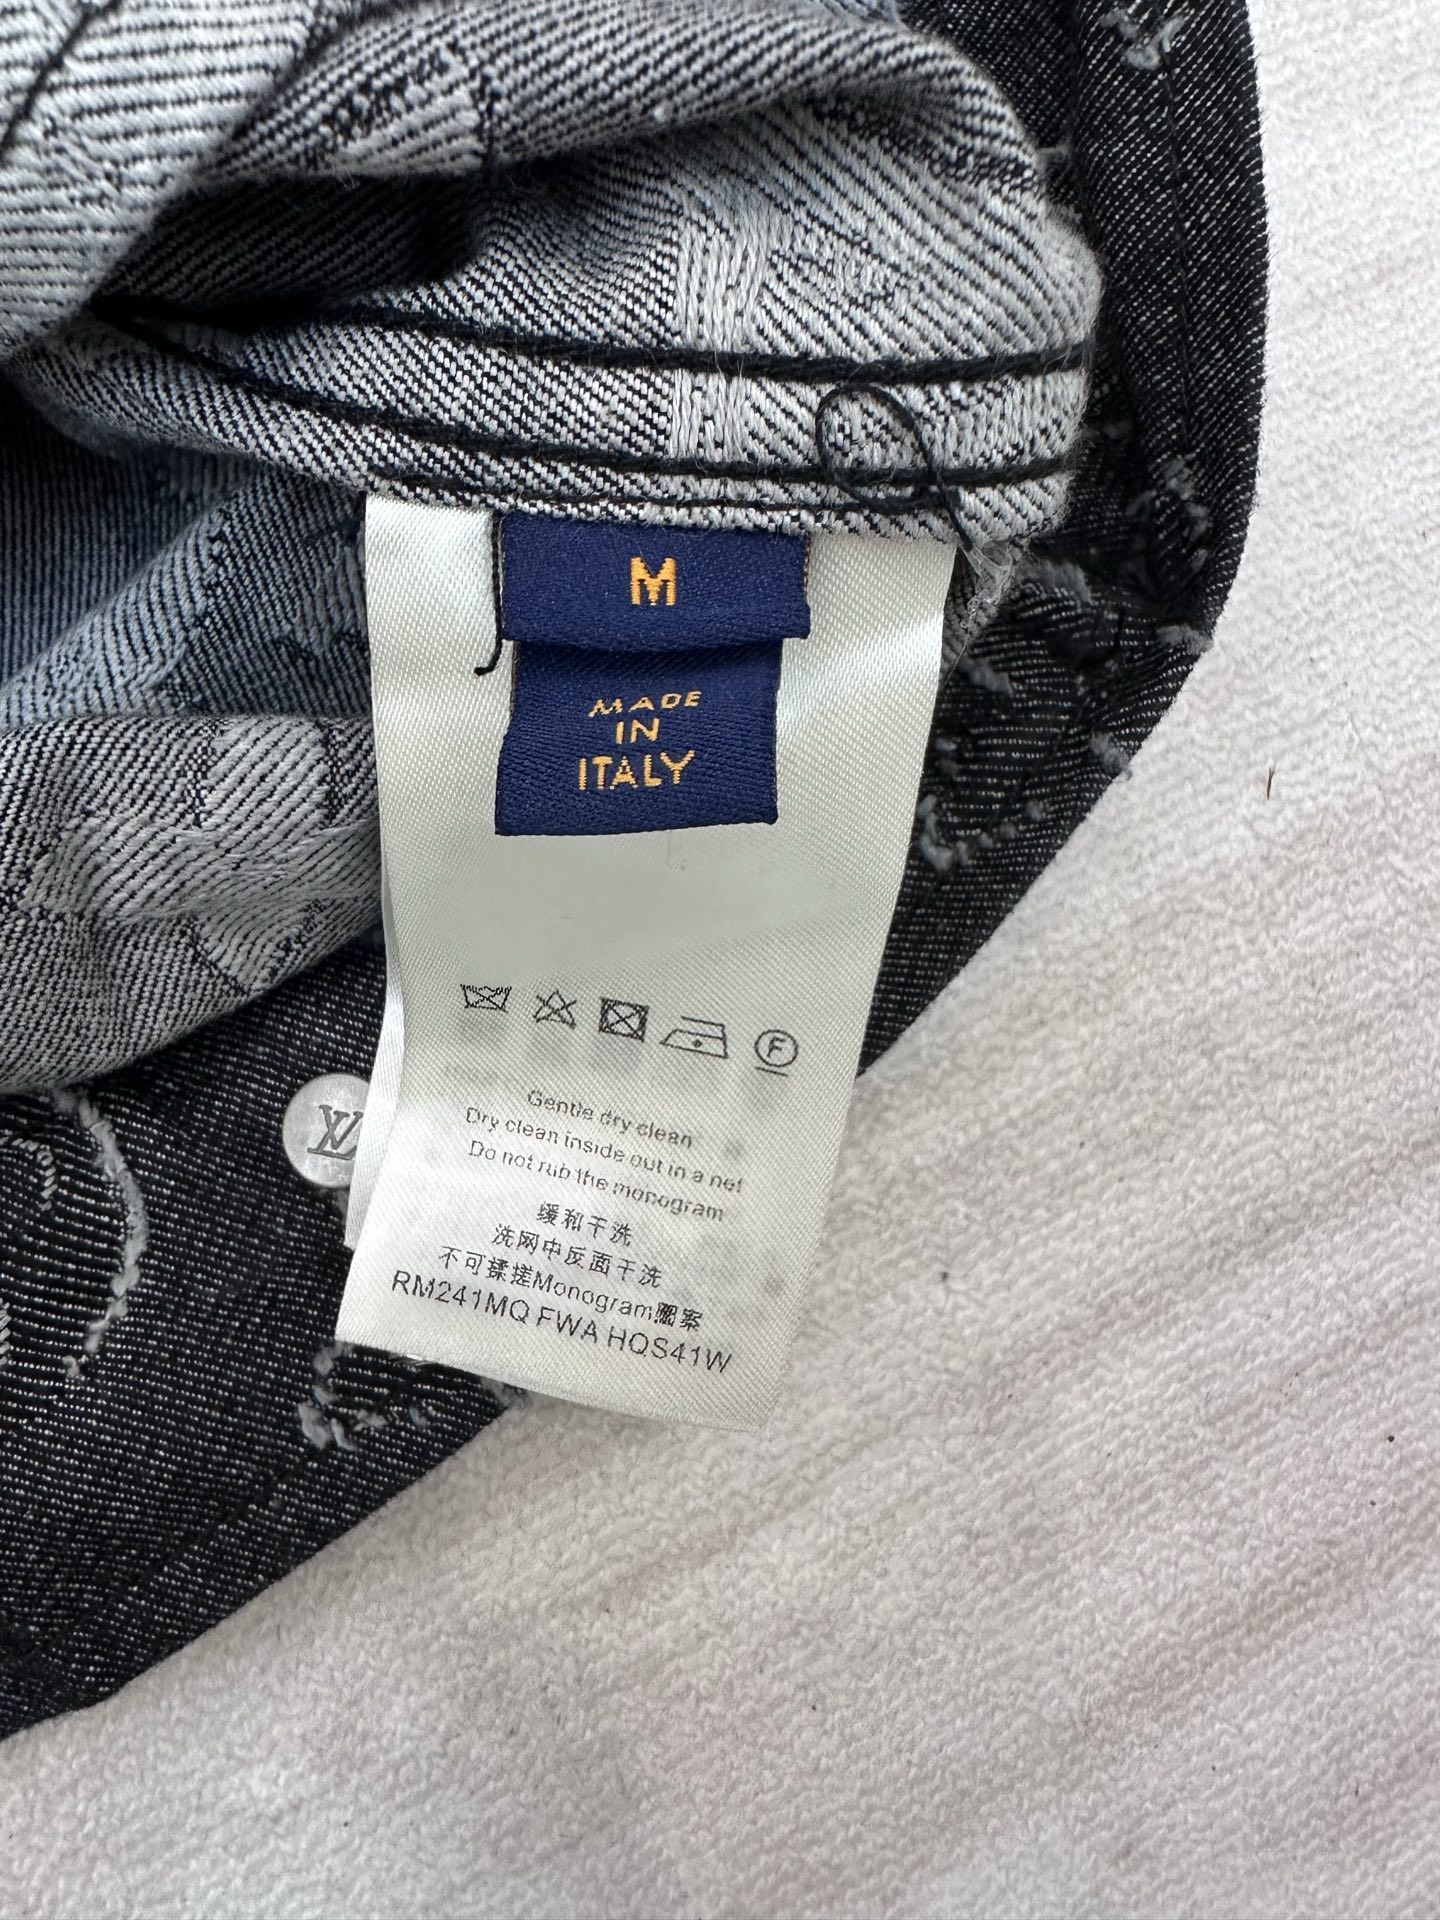 M
MADE
IN
ITALY
F
Gentle dry clean
Dry clean inside out in a net
Do not rub the monogram
缓和干洗
洗网中反面干洗
不可揉搓Monogram图案
RM241MQ FWA HQS41W
LV